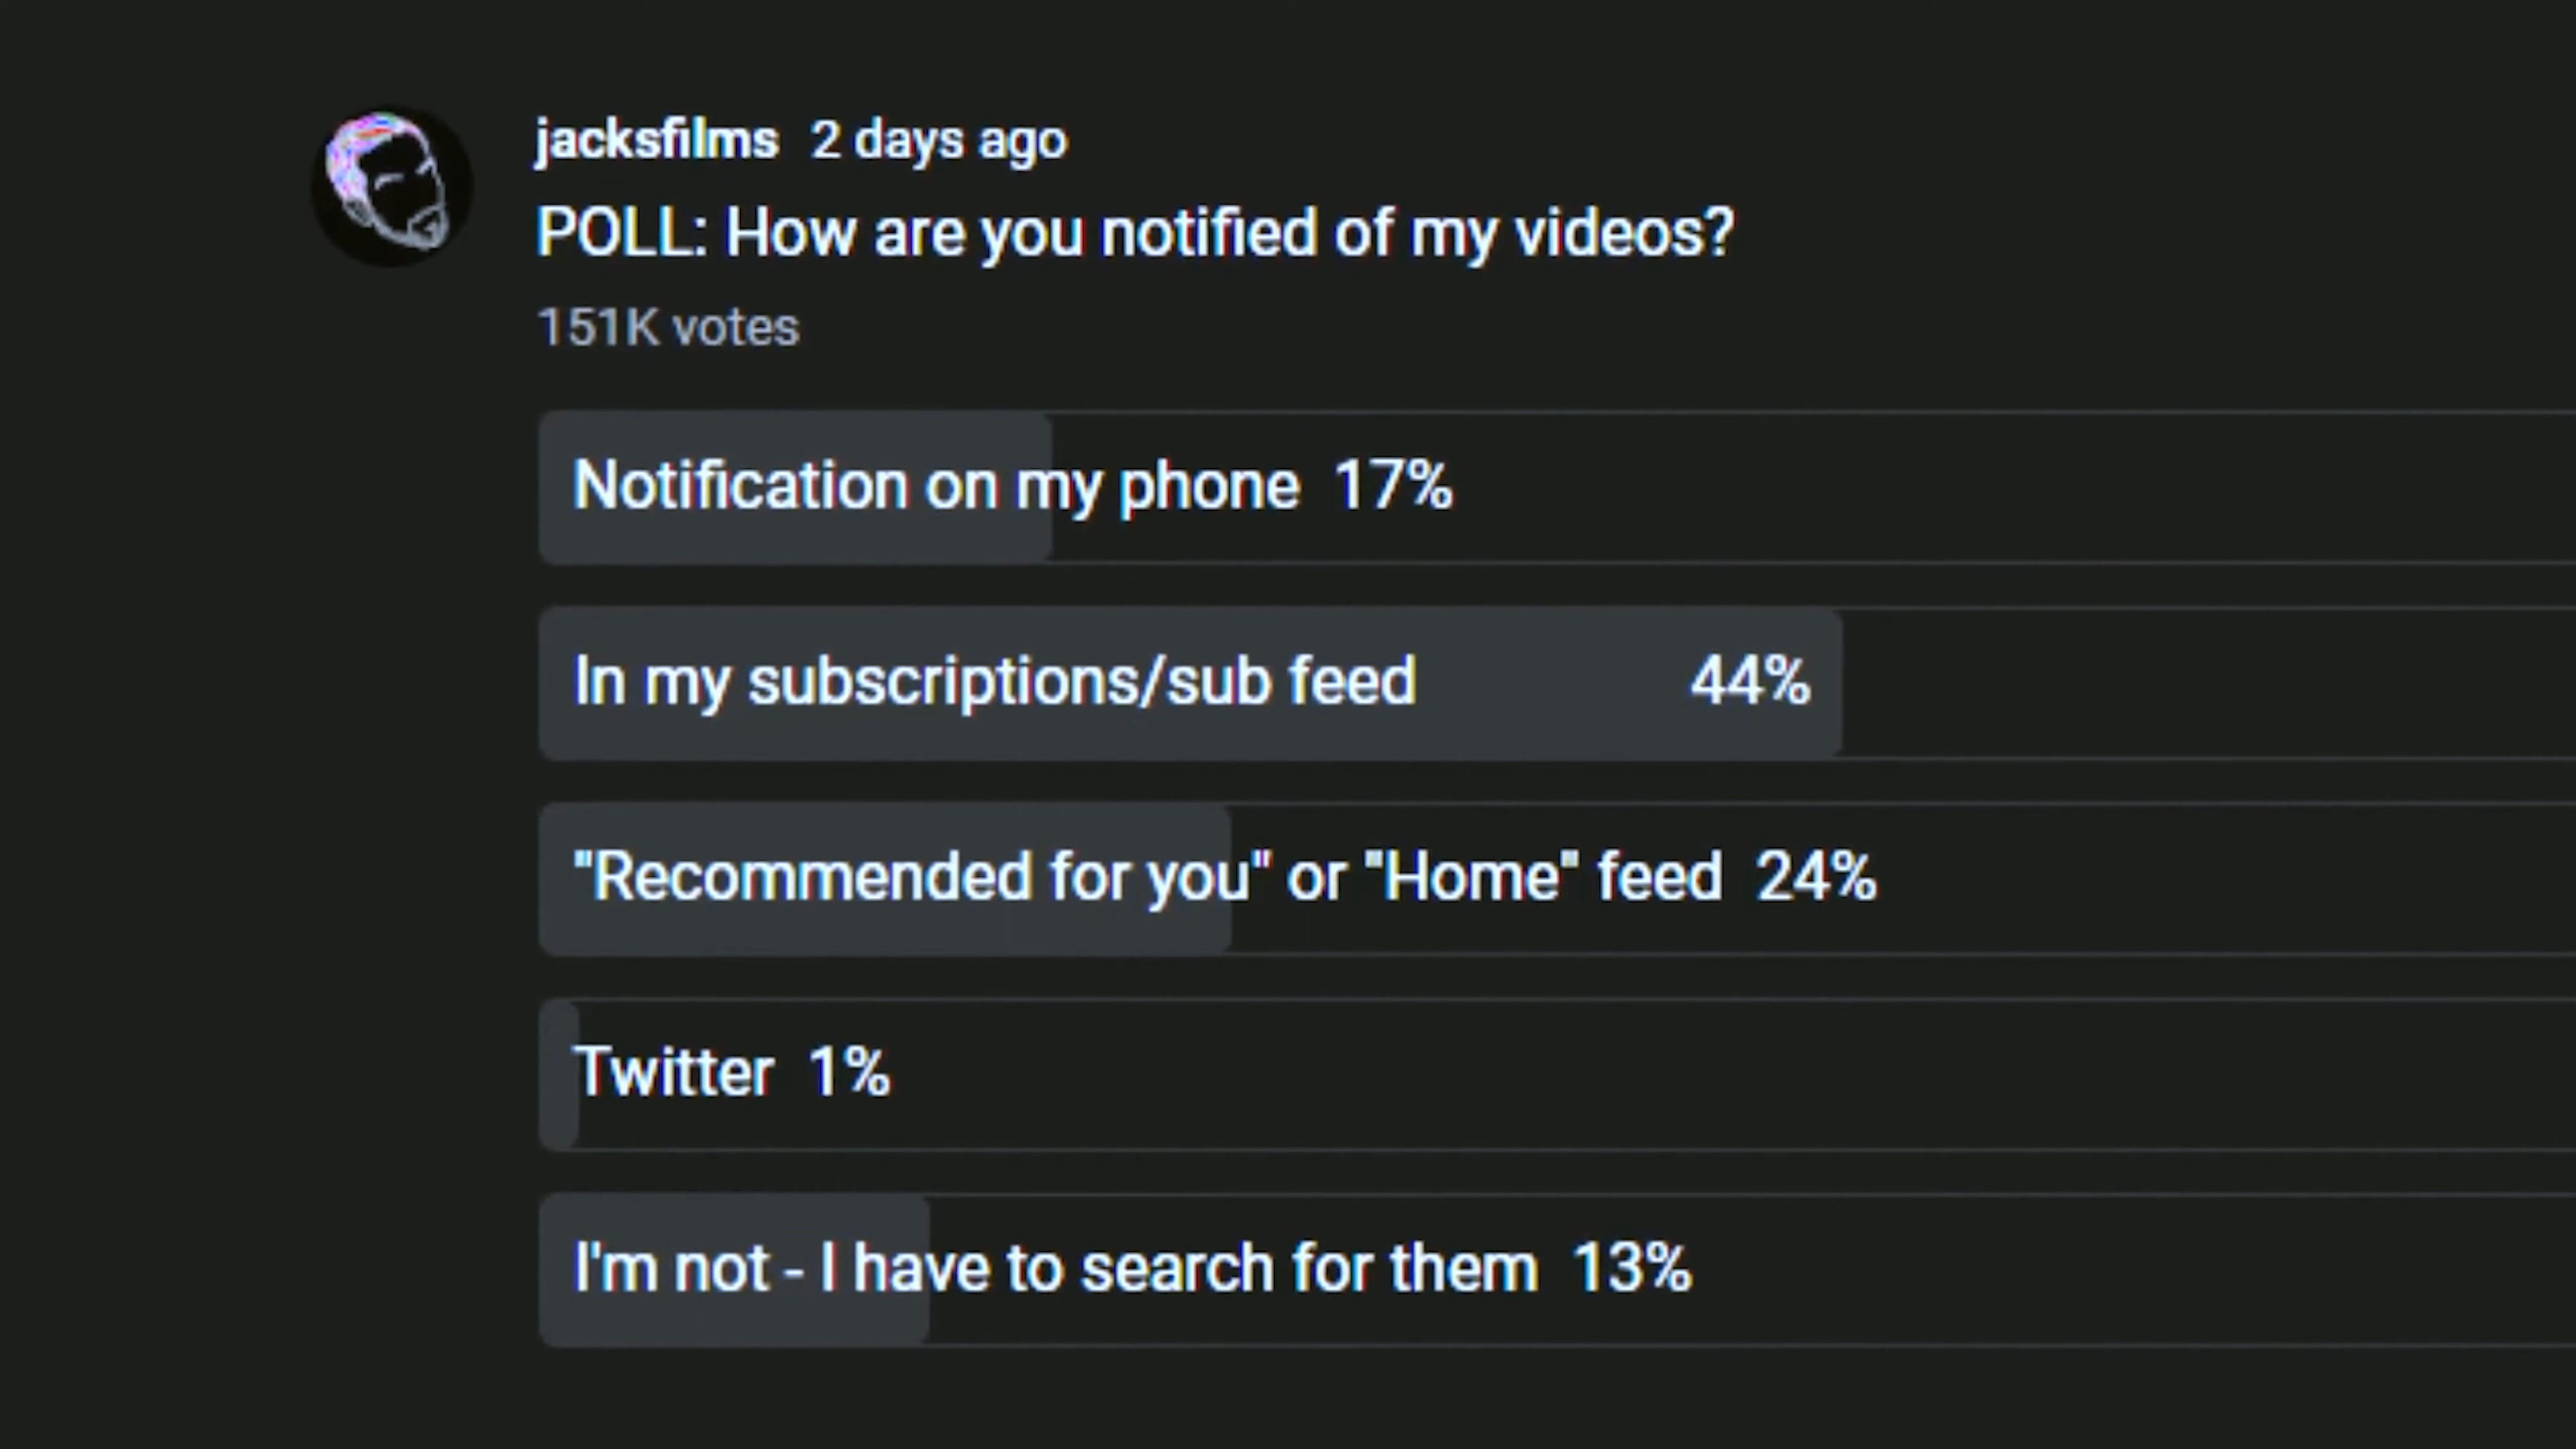 jacksfilms 2 days ago
POLL: How are you notified of my videos?
151K votes
Notification on my phone 17%
In my subscriptions/sub feed 44%
"Recommended for you" or "Home" feed 24%
Twitter 1%
I'm not - I have to search for them 13%